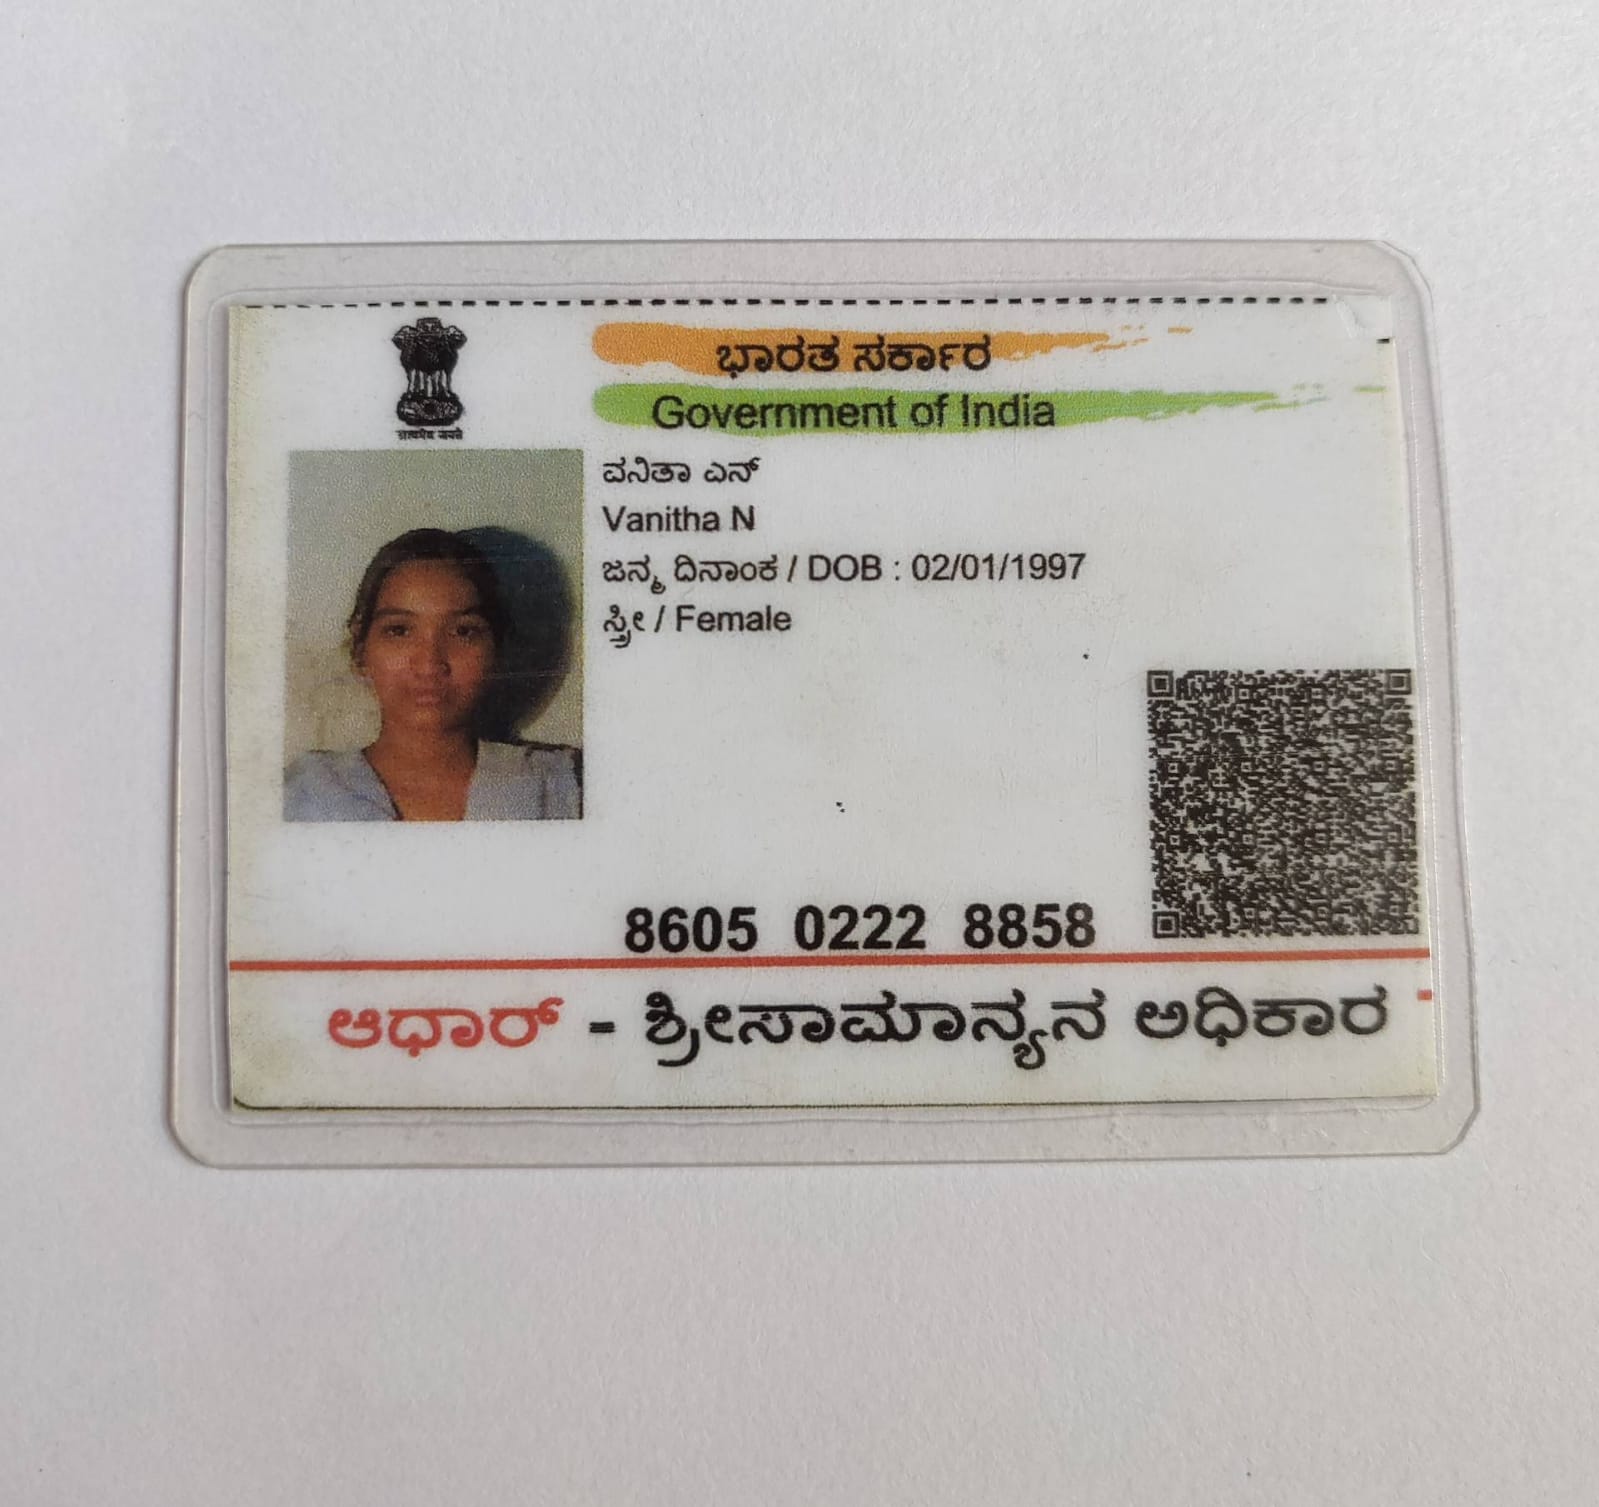 ಭಾರತ ಸರ್ಕಾರ
Government of India
सत्यमेव जयते
ವನಿತಾ ಎನ್
Vanitha N
ಜನ್ಮ ದಿನಾಂಕ / DOB : 02/01/1997
ಸ್ತ್ರೀ / Female
8605 0222 8858
ಆಧಾರ್ - ಶ್ರೀಸಾಮಾನ್ಯನ ಅಧಿಕಾರ